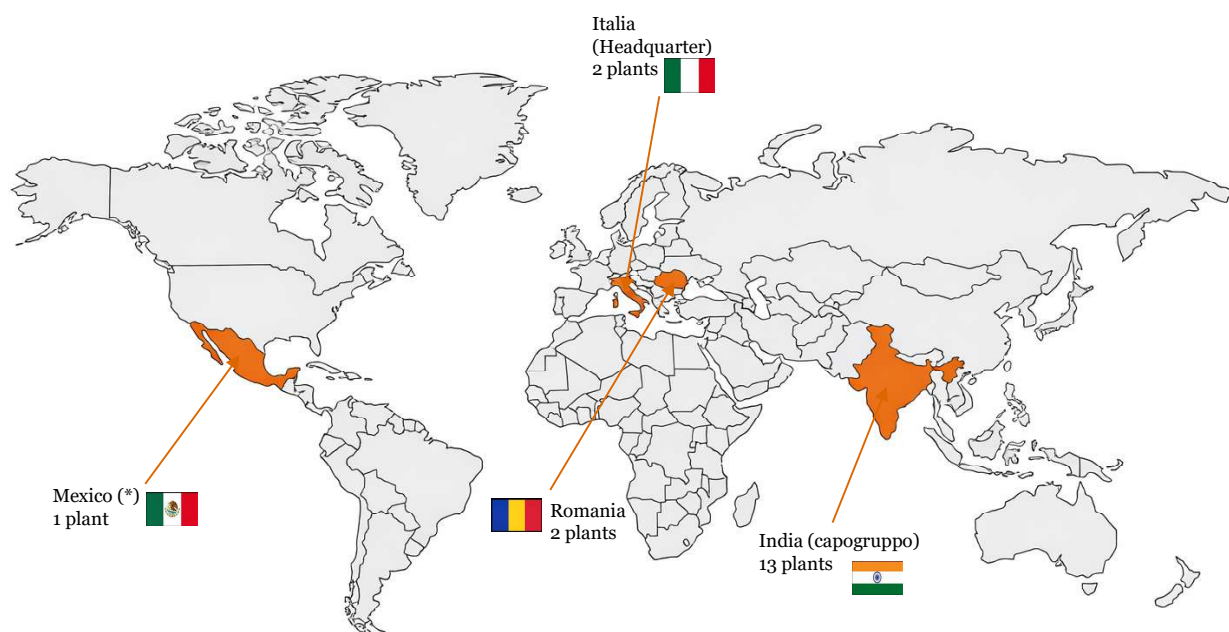 Italia
(Headquarter)
2 plants
Mexico (*)
1 plant
Romania
2 plants
India (capogruppo)
13 plants